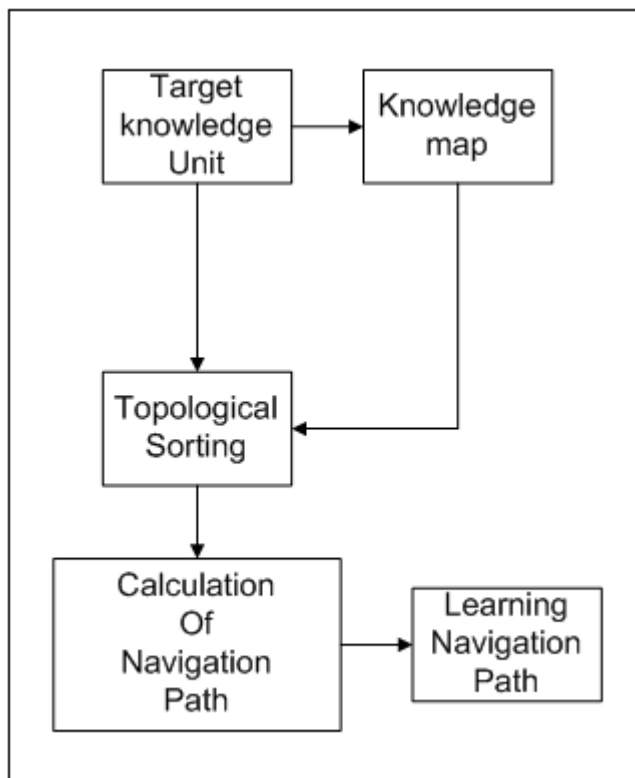 Target
knowledge
Unit
Knowledge
map
Topological
Sorting
Calculation
Of
Navigation
Path
Learning
Navigation
Path